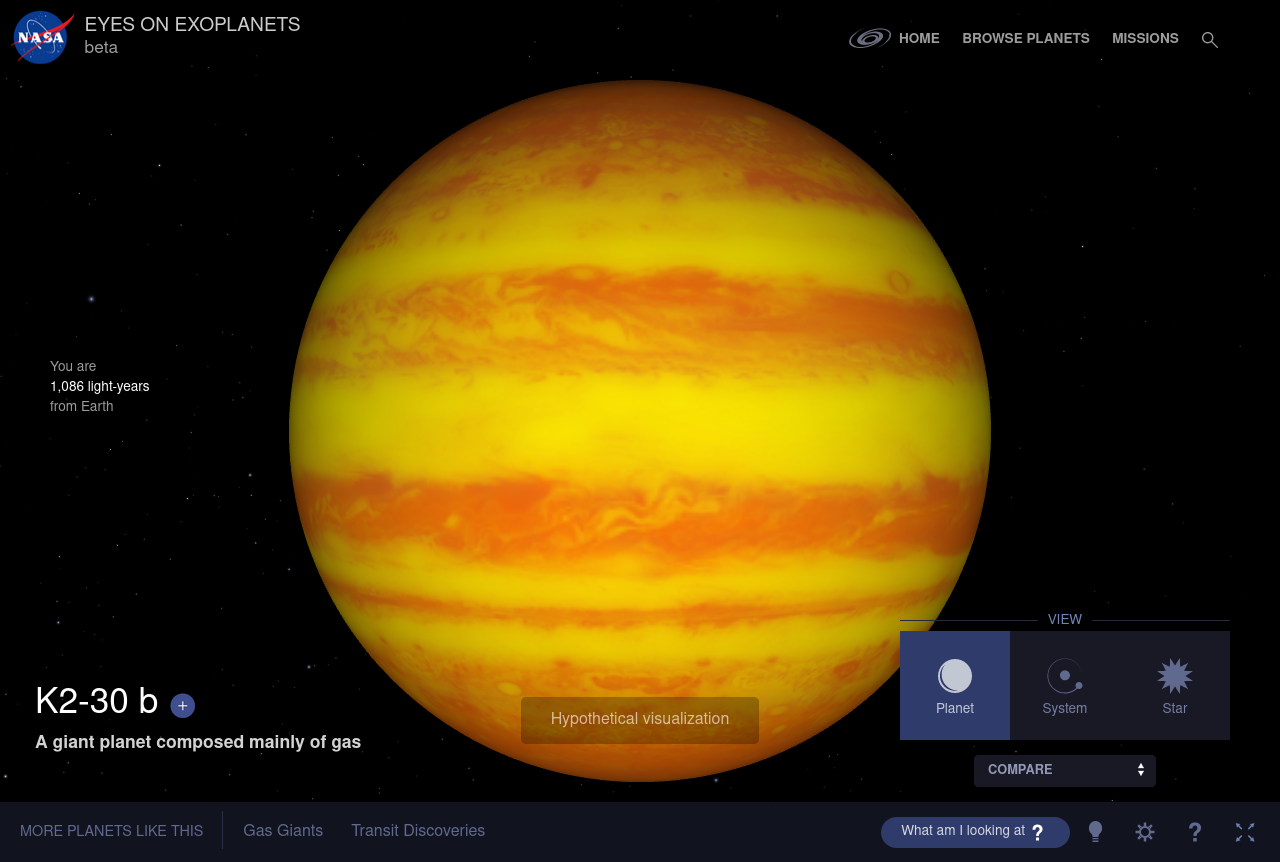 NASA
EYES ON EXOPLANETS
beta
HOME
BROWSE PLANETS
MISSIONS
You are
1,086 light-years
from Earth
K2-30 b +
A giant planet composed mainly of gas
Hypothetical visualization
VIEW
Planet
System
Star
COMPARE
MORE PLANETS LIKE THIS
Gas Giants
Transit Discoveries
What am I looking at ?
?